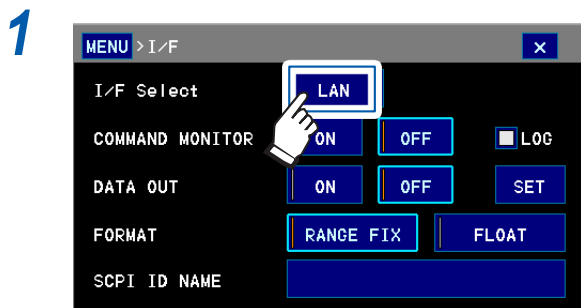 1
MENU >I/F ×
I/F Select LAN
COMMAND MONITOR ON OFF LOG
DATA OUT ON OFF SET
FORMAT RANGE FIX FLOAT
SCPI ID NAME